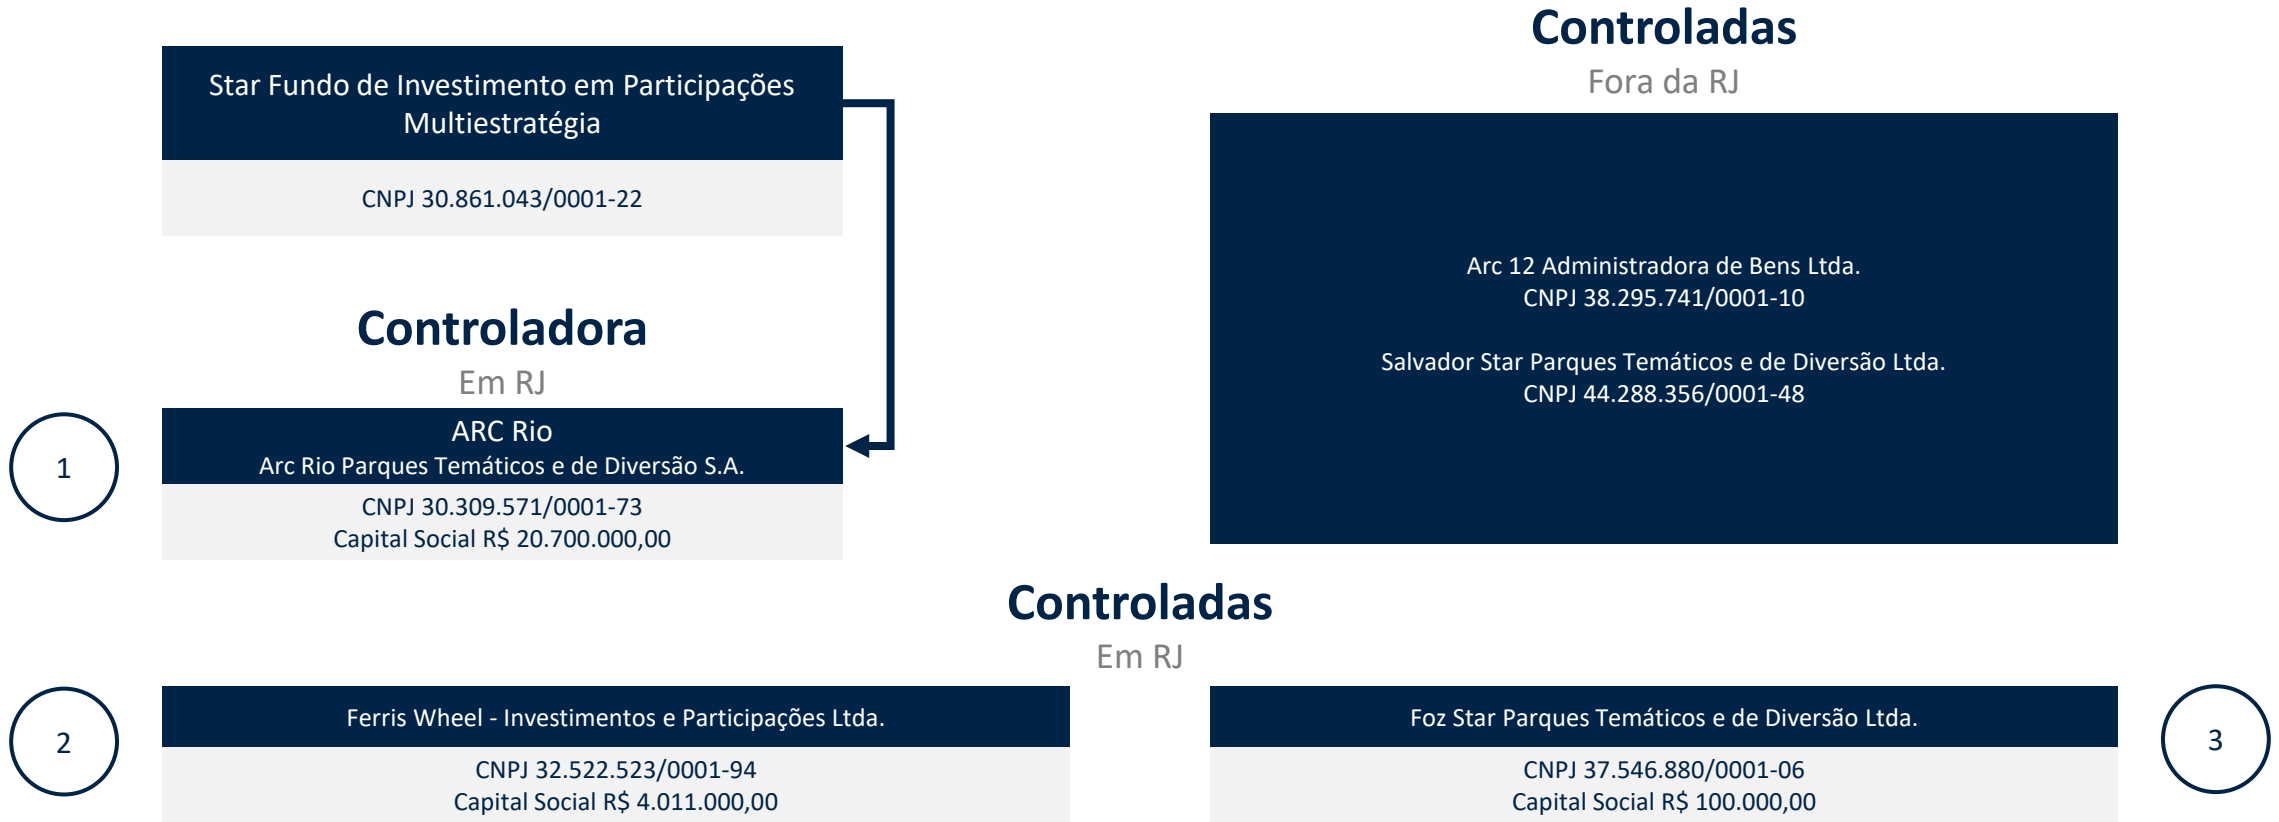 Star Fundo de Investimento em Participações
Multiestratégia
CNPJ 30.861.043/0001-22
Controladora
Em RJ
1
ARC Rio
Arc Rio Parques Temáticos e de Diversão S.A.
CNPJ 30.309.571/0001-73
Capital Social R$ 20.700.000,00
Controladas
Fora da RJ
Arc 12 Administradora de Bens Ltda.
CNPJ 38.295.741/0001-10
Salvador Star Parques Temáticos e de Diversão Ltda.
CNPJ 44.288.356/0001-48
Controladas
Em RJ
2
Ferris Wheel - Investimentos e Participações Ltda.
CNPJ 32.522.523/0001-94
Capital Social R$ 4.011.000,00
Foz Star Parques Temáticos e de Diversão Ltda.
CNPJ 37.546.880/0001-06
Capital Social R$ 100.000,00
3